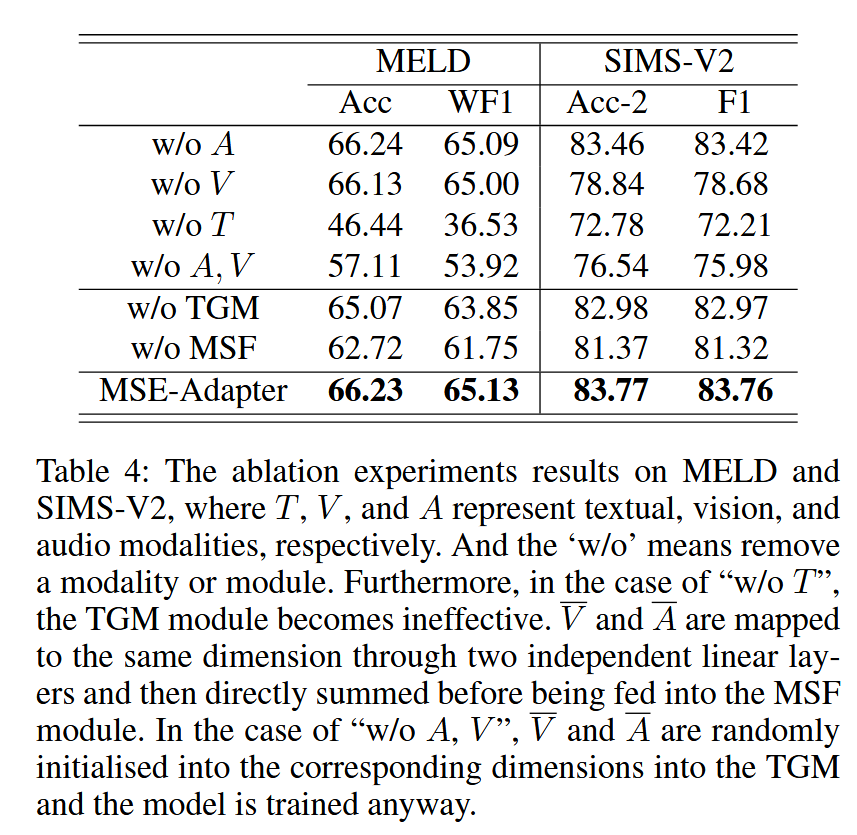 MELD SIMS-V2
Acc WF1 Acc-2 F1
w/o A 66.24 65.09 83.46 83.42
w/o V 66.13 65.00 78.84 78.68
w/o T 46.44 36.53 72.78 72.21
w/o A, V 57.11 53.92 76.54 75.98
w/o TGM 65.07 63.85 82.98 82.97
w/o MSF 62.72 61.75 81.37 81.32
MSE-Adapter 66.23 65.13 83.77 83.76
Table 4: The ablation experiments results on MELD and
SIMS-V2, where T, V, and A represent textual, vision, and
audio modalities, respectively. And the ‘w/o’ means remove
a modality or module. Furthermore, in the case of “w/o T”,
the TGM module becomes ineffective. V̅ and A̅ are mapped
to the same dimension through two independent linear lay-
ers and then directly summed before being fed into the MSF
module. In the case of “w/o A, V”, V̅ and A̅ are randomly
initialised into the corresponding dimensions into the TGM
and the model is trained anyway.